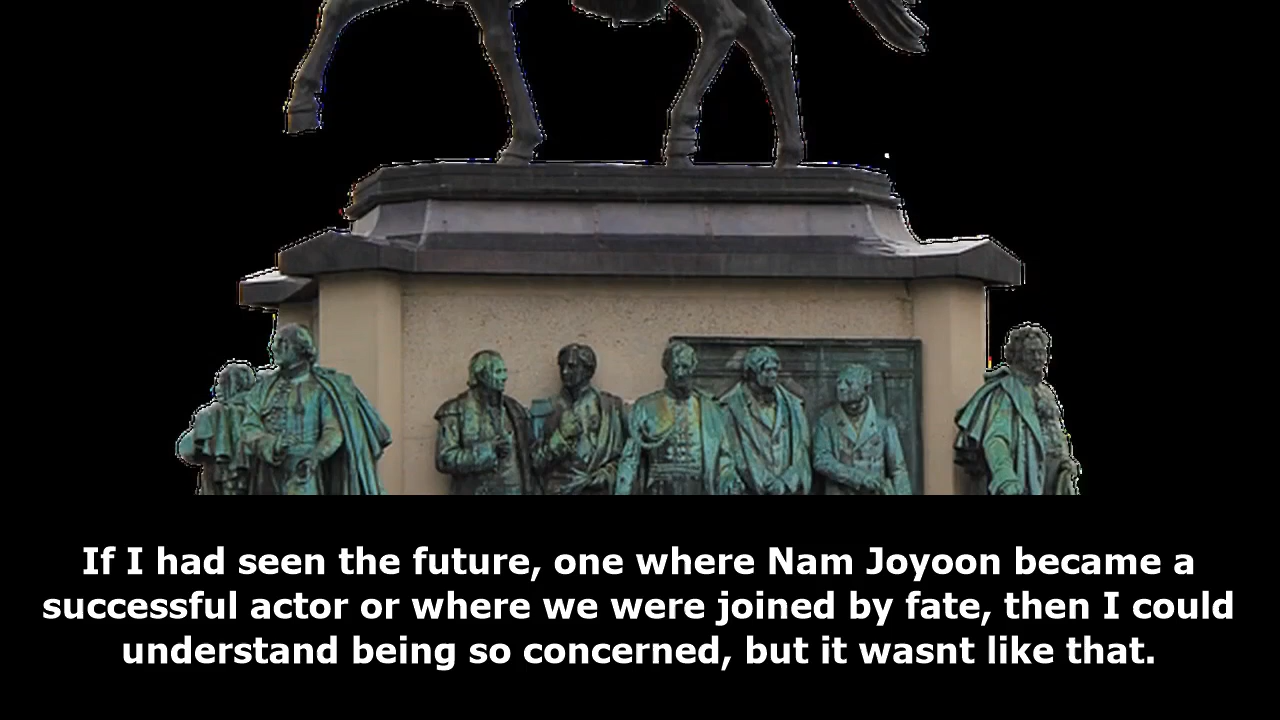 If I had seen the future, one where Nam Joyoon became a
successful actor or where we were joined by fate, then I could
understand being so concerned, but it wasnt like that.